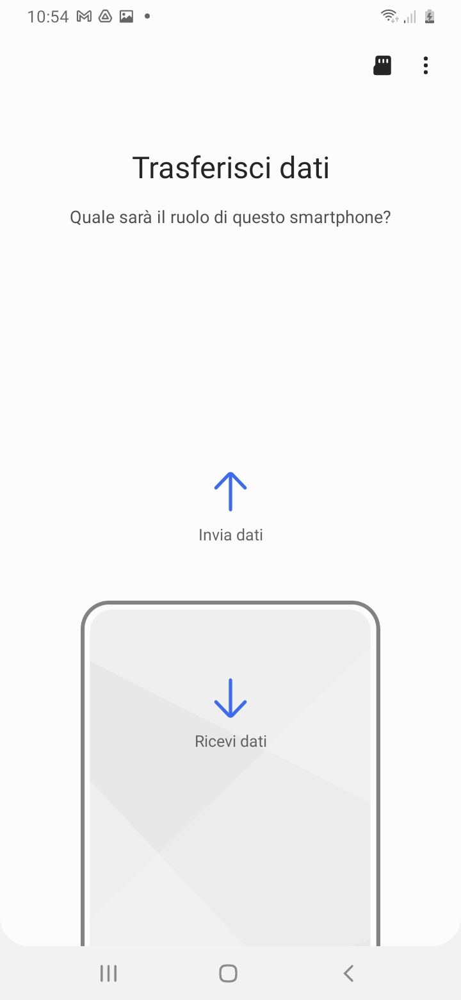 10:54
Trasferisci dati
Quale sarà il ruolo di questo smartphone?
Invia dati
Ricevi dati